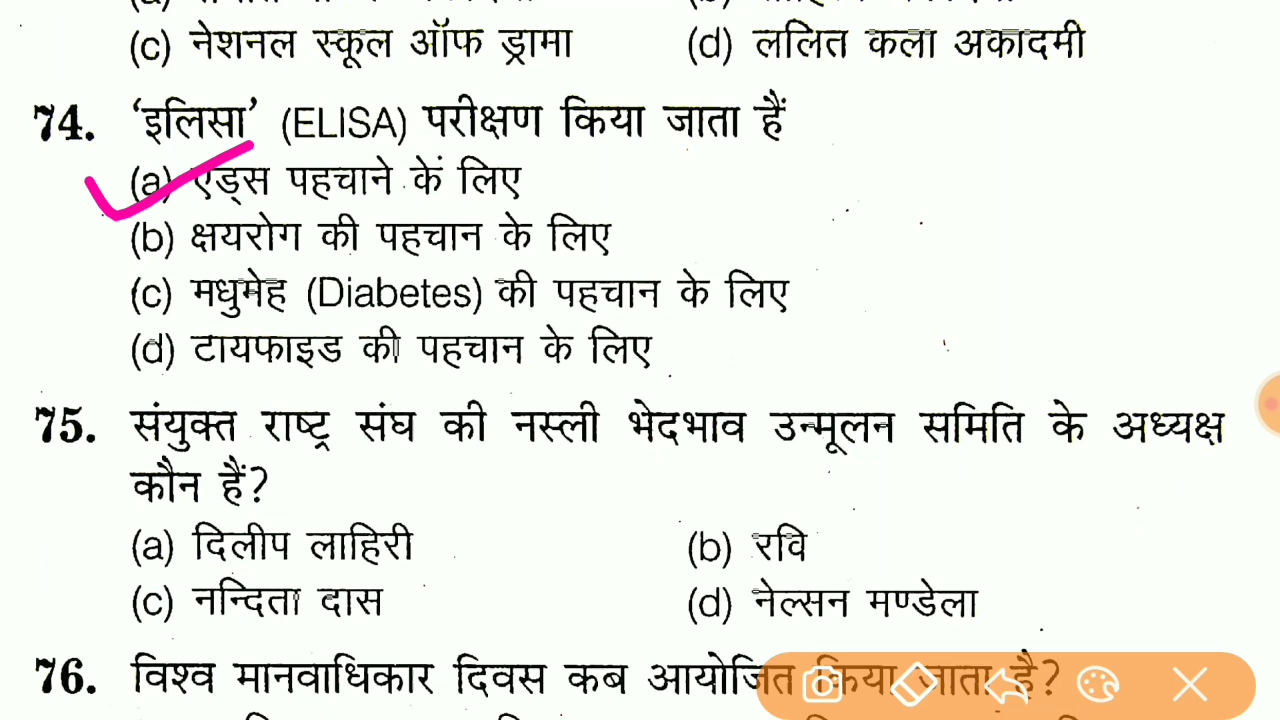 (c) नेशनल स्कूल ऑफ ड्रामा (d) ललित कला अकादमी
74. ‘इलिसा’ (ELISA) परीक्षण किया जाता हैं
(a) एड्स पहचाने कें लिए
(b) क्षयरोग की पहचान के लिए
(c) मधुमेह (Diabetes) की पहचान के लिए
(d) टायफाइड की पहचान के लिए
75. संयुक्त राष्ट्र संघ की नस्ली भेदभाव उन्मूलन समिति के अध्यक्ष
कौन हैं?
(a) दिलीप लाहिरी (b) रवि
(c) नन्दिता दास (d) नेल्सन मण्डेला
76. विश्व मानवाधिकार दिवस कब आयोजित किया जाता है?